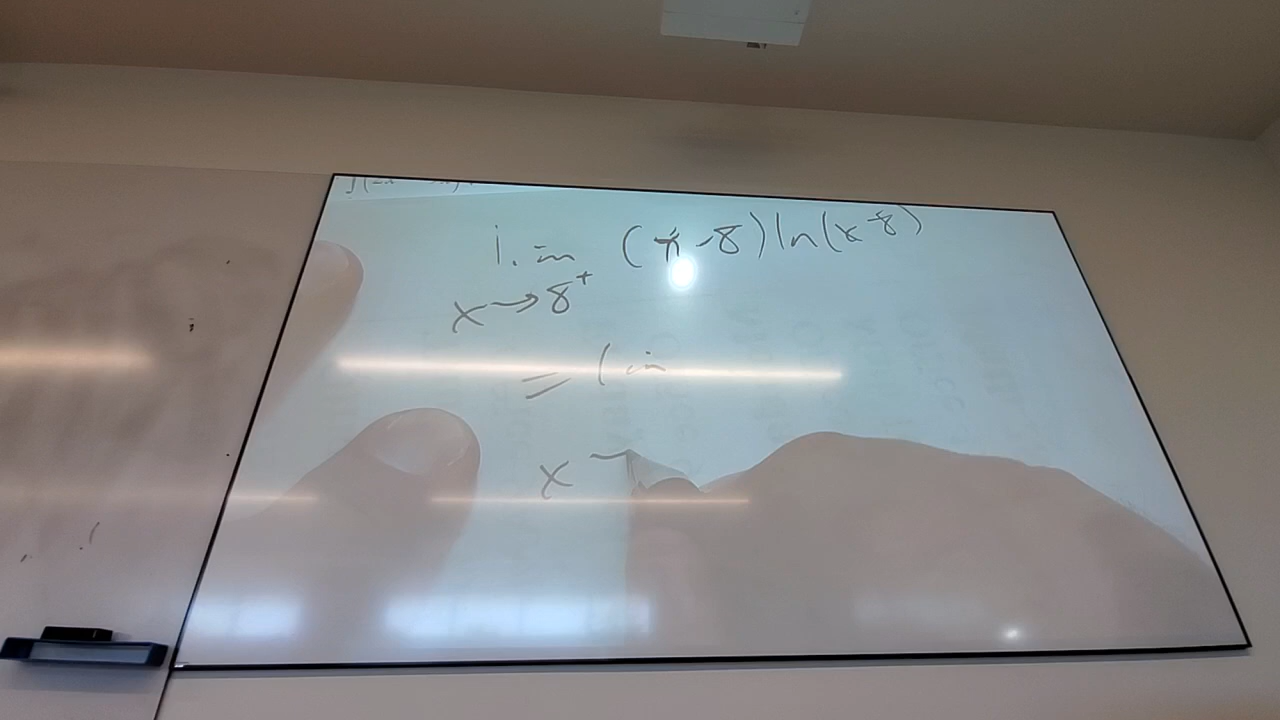 lim (x-8)ln(x-8)
x→8⁺
= lim
x